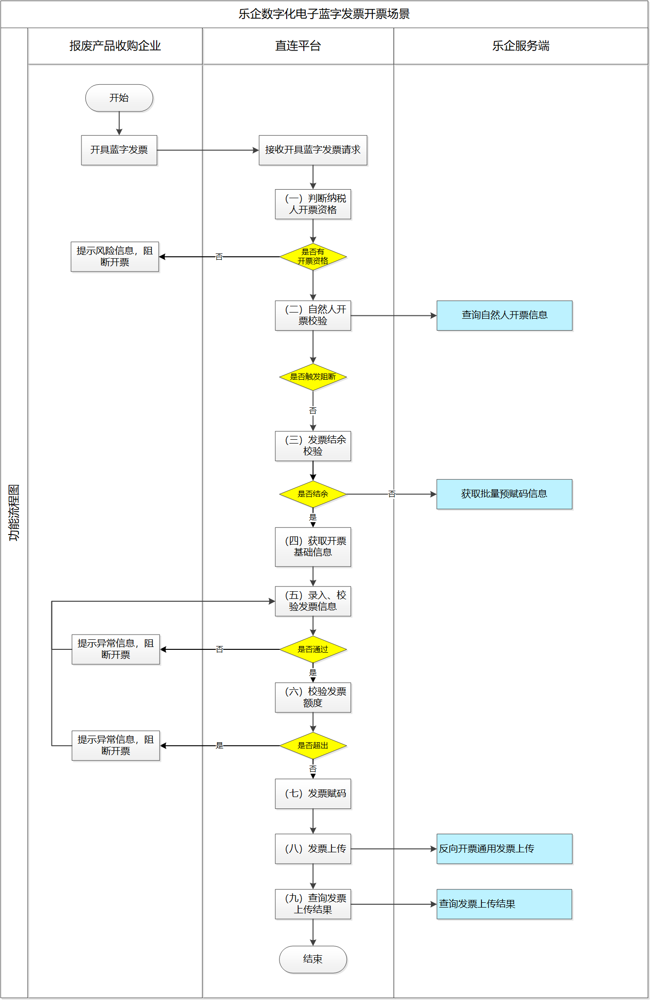 乐企数字化电子蓝字发票开票场景
报废产品收购企业
直连平台
乐企服务端
功能流程图
开始
开具蓝字发票
接收开具蓝字发票请求
（一）判断纳税
人开票资格
是否有
开票资格
否
提示风险信息，阻
断开票
（二）自然人开
票校验
查询自然人开票信息
是否触发阻断
否
（三）发票结余
校验
是否结余
否
获取批量预赋码信息
是
（四）获取开票
基础信息
（五）录入、校
验发票信息
是否通过
否
提示异常信息，阻
断开票
是
（六）校验发票
额度
是否超出
是
提示异常信息，阻
断开票
否
（七）发票赋码
（八）发票上传
反向开票通用发票上传
（九）查询发票
上传结果
查询发票上传结果
结束